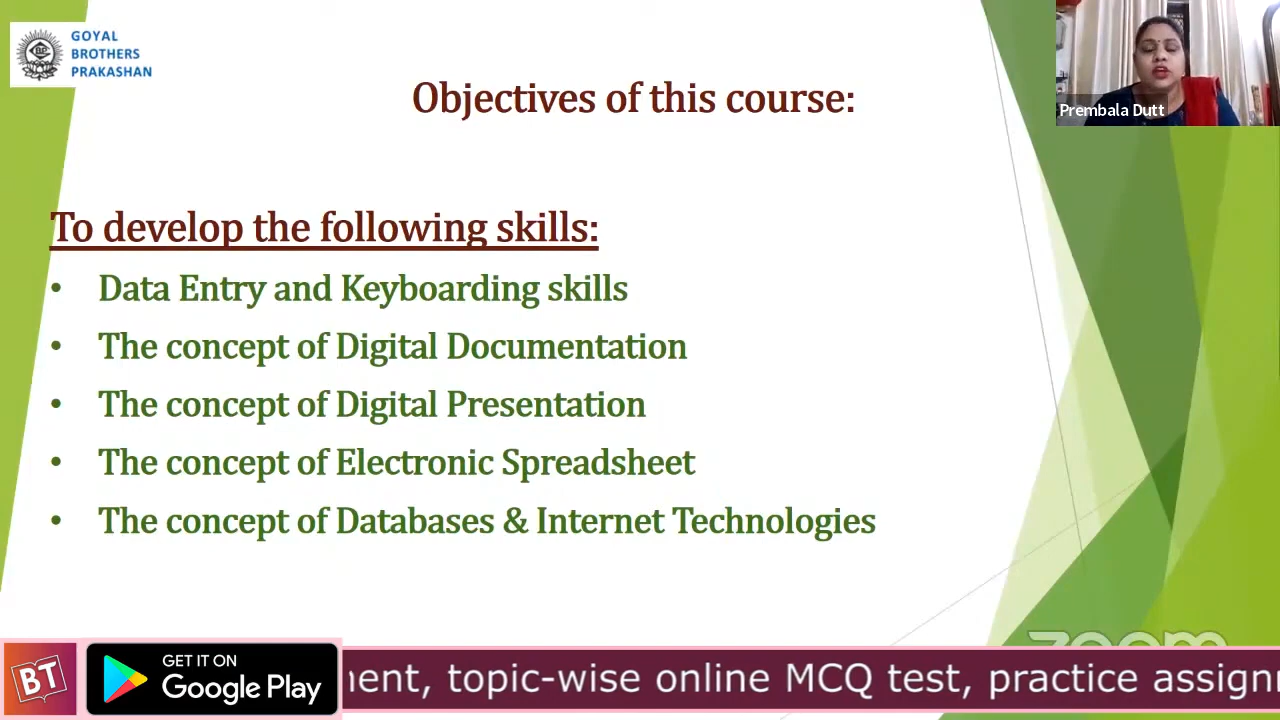 GOYAL
BROTHERS
PRAKASHAN
Objectives of this course:
Prembala Dutt
To develop the following skills:
• Data Entry and Keyboarding skills
• The concept of Digital Documentation
• The concept of Digital Presentation
• The concept of Electronic Spreadsheet
• The concept of Databases & Internet Technologies
zoom
BT
GET IT ON
Google Play
topic-wise online MCQ test, practice